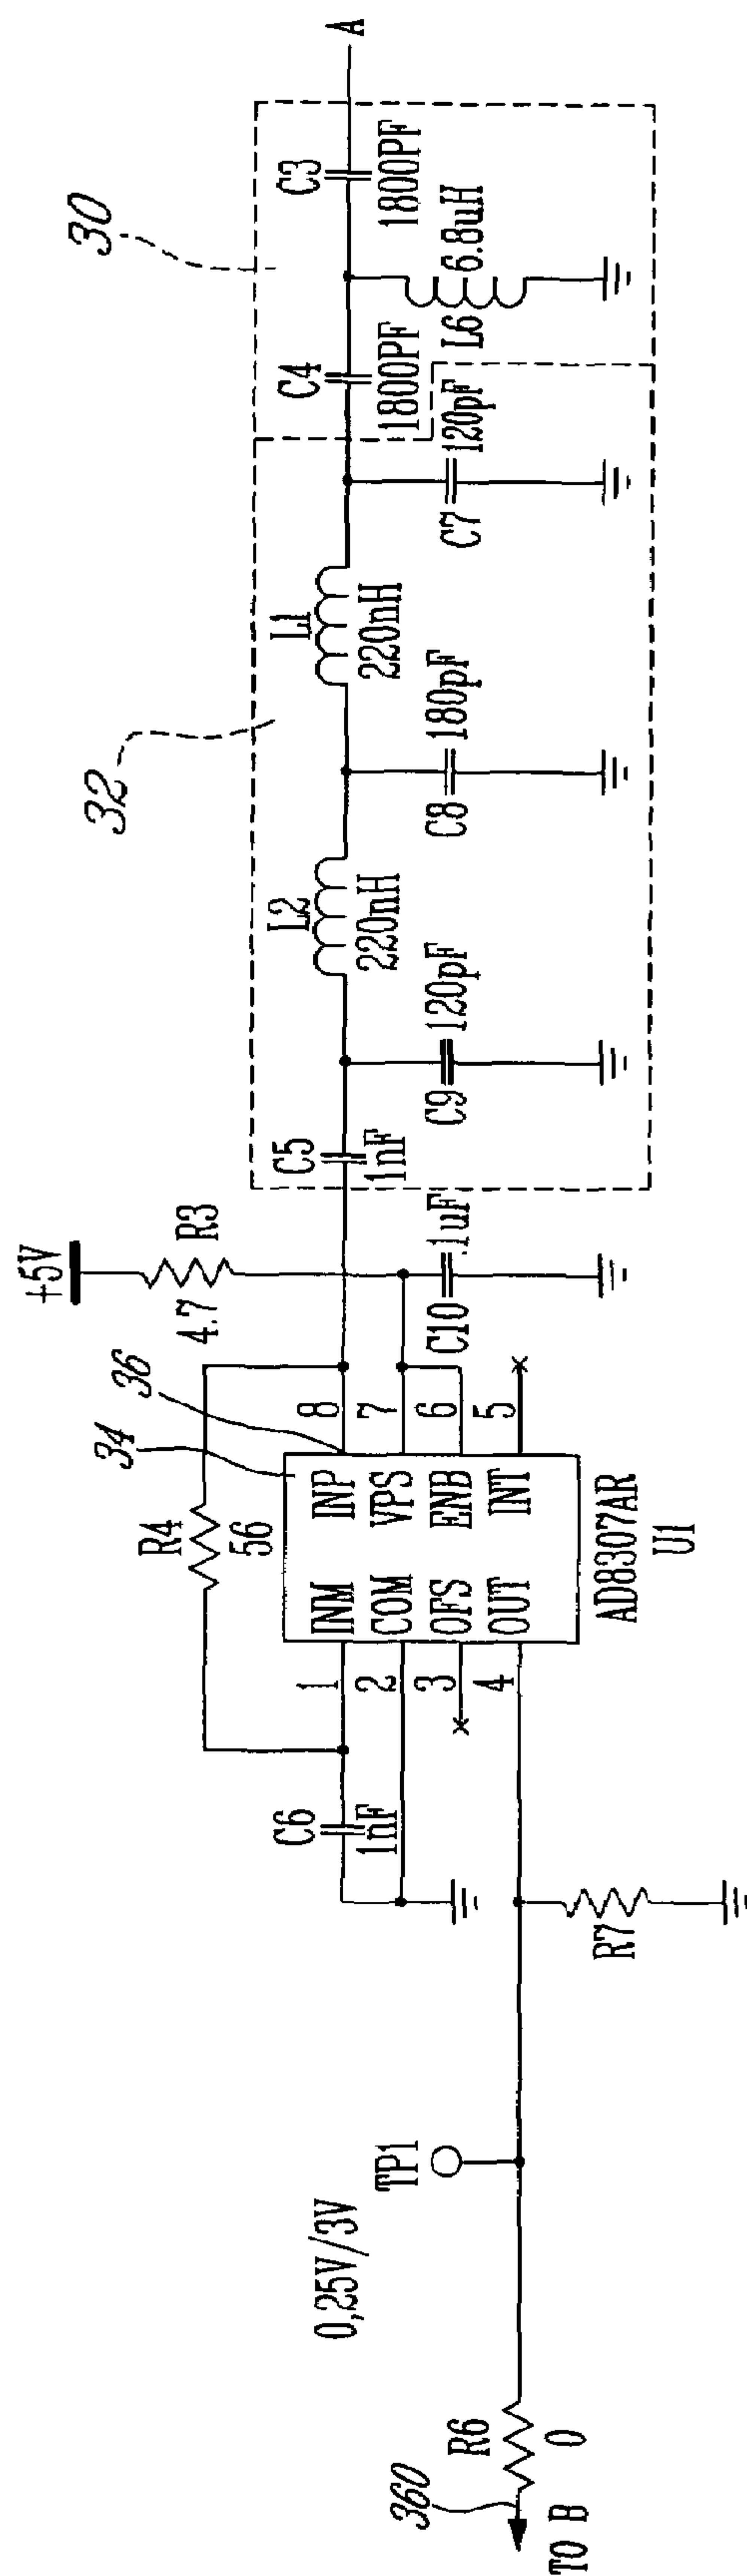 A
30
C3
1800PF
6.8uH
L6
C4
1800PF
120pF
C7
L1
220nH
32
180pF
C8
L2
220nH
120pF
C9
C5
1nF
+5V
R3
4.7
.1uF
C10
36
34
R4
56
8
7
6
5
INP
VPS
ENB
INT
INM
COM
OFS
OUT
1
2
3
4
AD8307AR
U1
C6
1nF
R7
TP1
0,25V/3V
R6
0
360
TO B